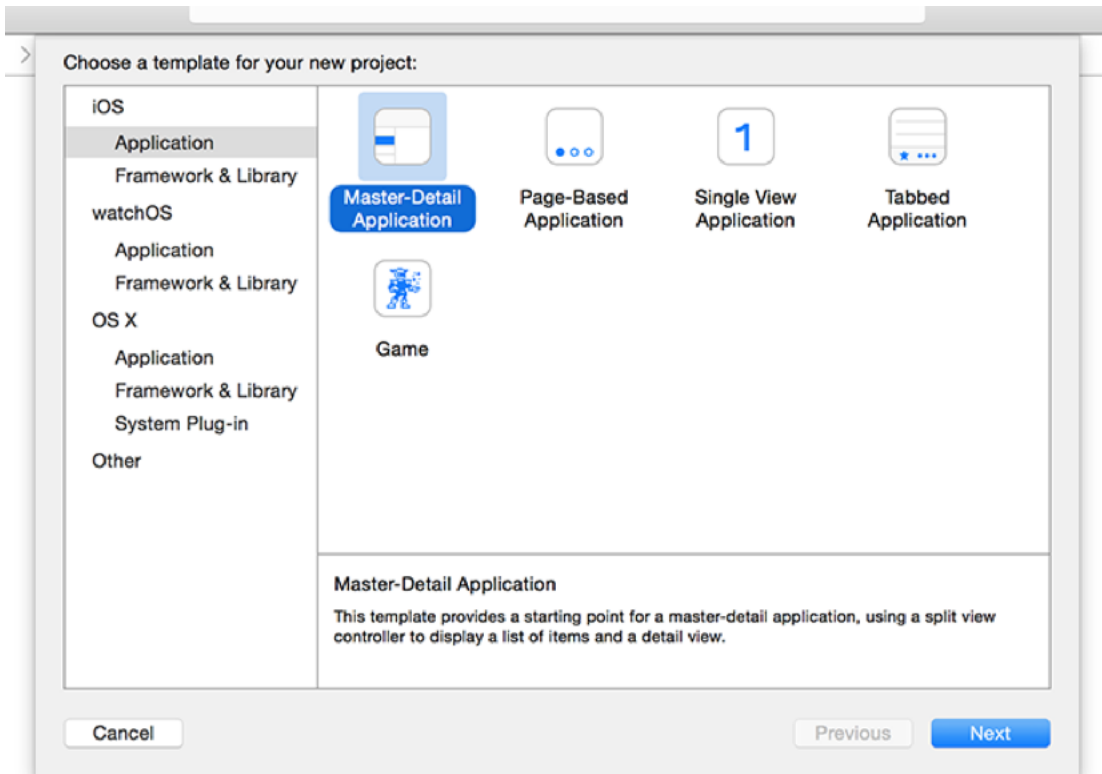 Choose a template for your new project:
iOS
Application
Framework & Library
watchOS
Application
Framework & Library
OS X
Application
Framework & Library
System Plug-in
Other
Master-Detail
Application
Page-Based
Application
1
Single View
Application
Tabbed
Application
Game
Master-Detail Application
This template provides a starting point for a master-detail application, using a split view
controller to display a list of items and a detail view.
Cancel
Previous
Next